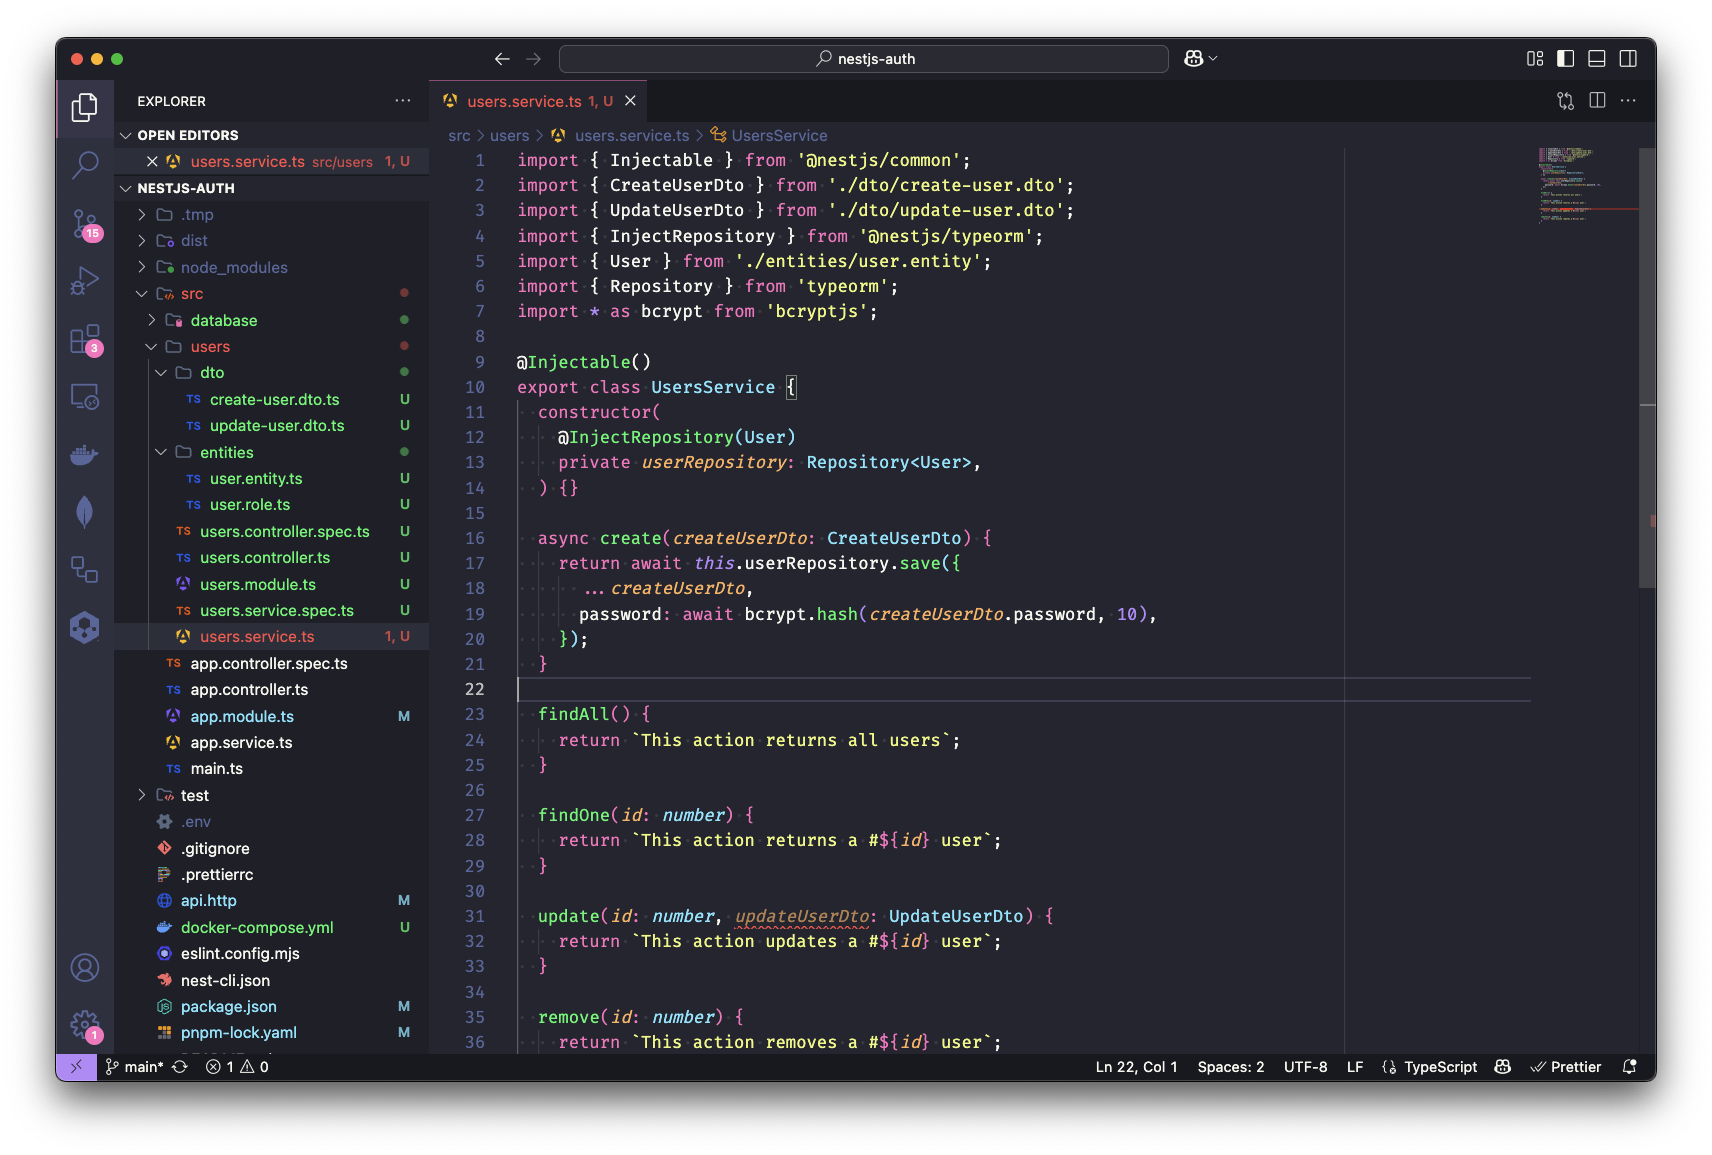 nestjs-auth
EXPLORER
OPEN EDITORS
users.service.ts src/users 1, U
NESTJS-AUTH
.tmp
dist
node_modules
src
database
users
dto
TS create-user.dto.ts U
TS update-user.dto.ts U
entities
TS user.entity.ts U
TS user.role.ts U
TS users.controller.spec.ts U
TS users.controller.ts U
users.module.ts U
TS users.service.spec.ts U
users.service.ts 1, U
TS app.controller.spec.ts
TS app.controller.ts
app.module.ts M
app.service.ts
TS main.ts
test
.env
.gitignore
.prettierrc
api.http M
docker-compose.yml U
eslint.config.mjs
nest-cli.json
package.json M
pnpm-lock.yaml M
15
3
1
users.service.ts 1, U
src > users > users.service.ts > UsersService
1 import { Injectable } from '@nestjs/common';
2 import { CreateUserDto } from './dto/create-user.dto';
3 import { UpdateUserDto } from './dto/update-user.dto';
4 import { InjectRepository } from '@nestjs/typeorm';
5 import { User } from './entities/user.entity';
6 import { Repository } from 'typeorm';
7 import * as bcrypt from 'bcryptjs';
8
9 @Injectable()
10 export class UsersService {
11 constructor(
12 @InjectRepository(User)
13 private userRepository: Repository<User>,
14 ) {}
15
16 async create(createUserDto: CreateUserDto) {
17 return await this.userRepository.save({
18 ...createUserDto,
19 password: await bcrypt.hash(createUserDto.password, 10),
20 });
21 }
22
23 findAll() {
24 return `This action returns all users`;
25 }
26
27 findOne(id: number) {
28 return `This action returns a #${id} user`;
29 }
30
31 update(id: number, updateUserDto: UpdateUserDto) {
32 return `This action updates a #${id} user`;
33 }
34
35 remove(id: number) {
36 return `This action removes a #${id} user`;
main* 1 0
Ln 22, Col 1 Spaces: 2 UTF-8 LF TypeScript Prettier